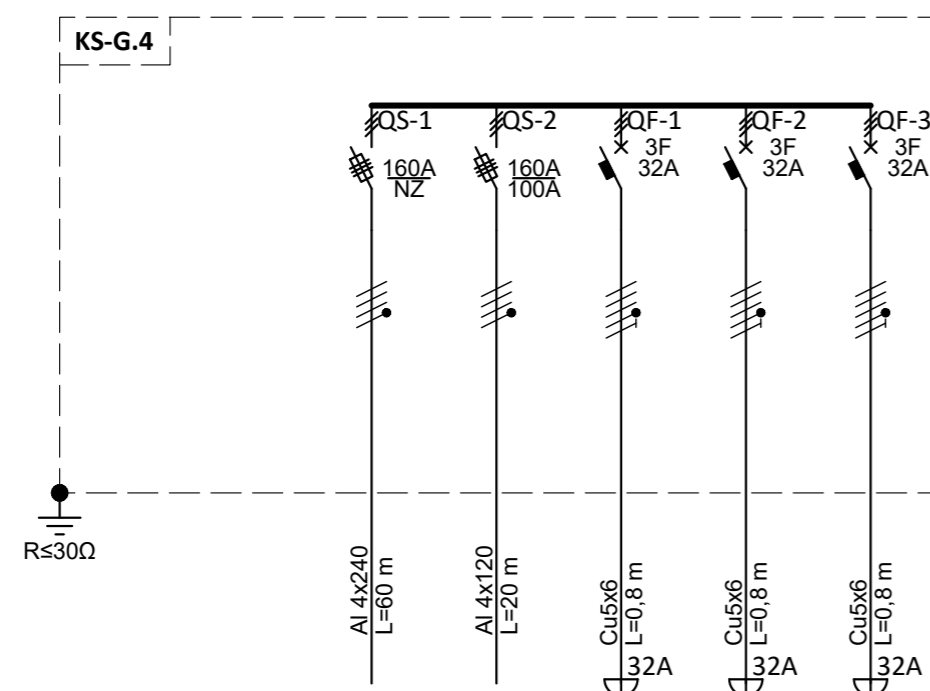 KS-G.4
QS-1
160A
NZ
QS-2
160A
100A
QF-1
3F
32A
QF-2
3F
32A
QF-3
3F
32A
R≤30Ω
Al 4x240
L=60 m
Al 4x120
L=20 m
Cu5x6
L=0,8 m
Cu5x6
L=0,8 m
Cu5x6
L=0,8 m
32A
32A
32A